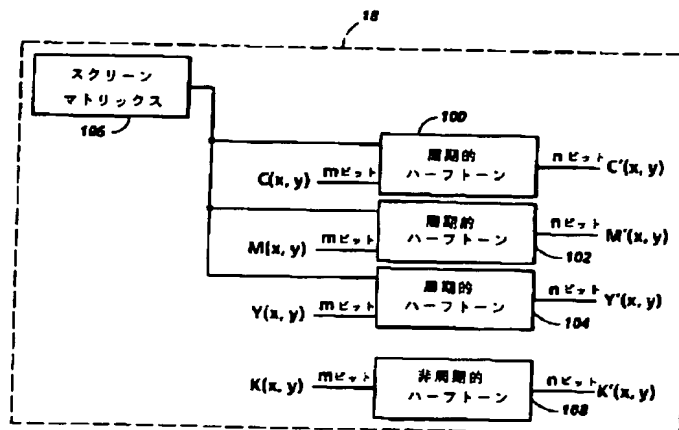 18
スクリーン
マトリックス
106
100
周期的
ハーフトーン
C(x, y)
mビット
nビット
C'(x, y)
周期的
ハーフトーン
M(x, y)
mビット
nビット
M'(x, y)
102
周期的
ハーフトーン
Y(x, y)
mビット
nビット
Y'(x, y)
104
非周期的
ハーフトーン
K(x, y)
mビット
nビット
K'(x, y)
108